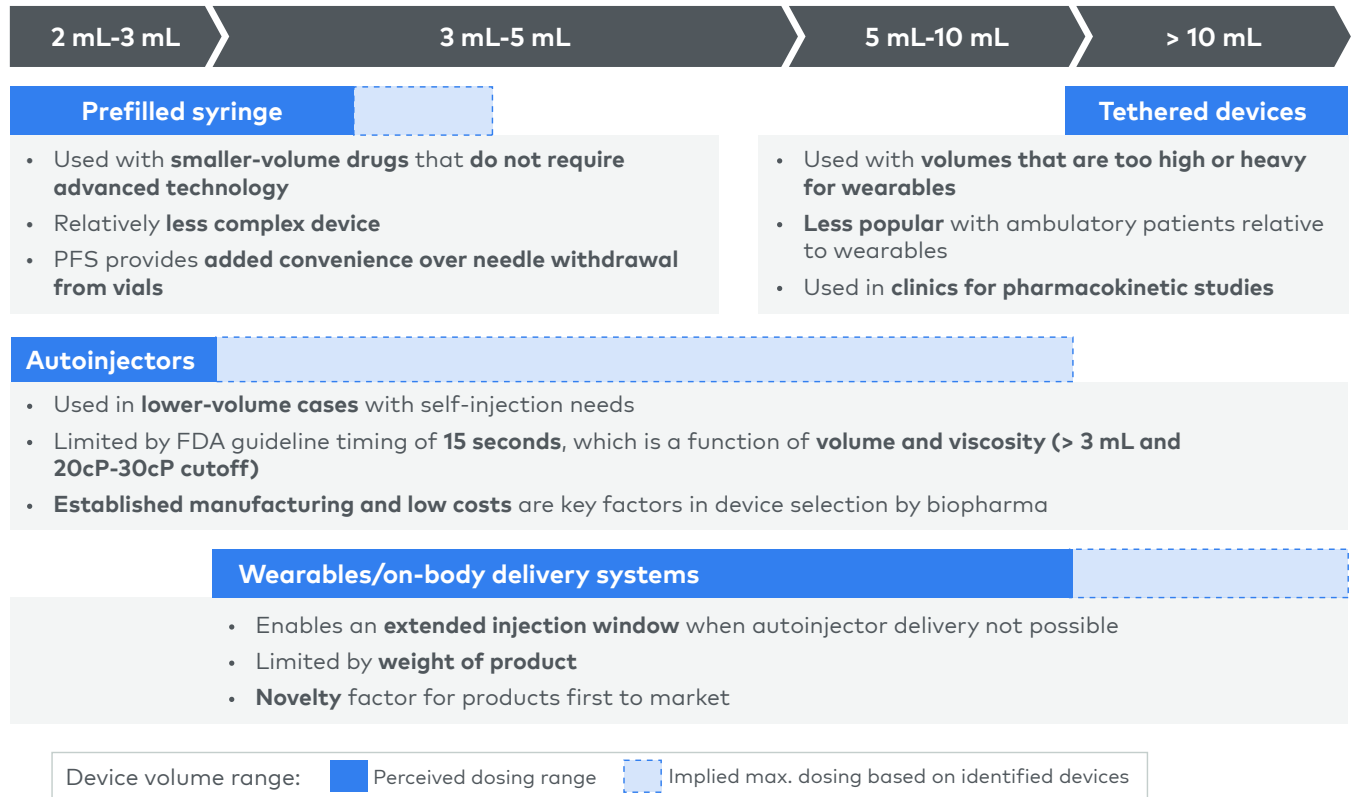 2 mL-3 mL
3 mL-5 mL
5 mL-10 mL
> 10 mL
Prefilled syringe
• Used with smaller-volume drugs that do not require
advanced technology
• Relatively less complex device
• PFS provides added convenience over needle withdrawal
from vials
Tethered devices
• Used with volumes that are too high or heavy
for wearables
• Less popular with ambulatory patients relative
to wearables
• Used in clinics for pharmacokinetic studies
Autoinjectors
• Used in lower-volume cases with self-injection needs
• Limited by FDA guideline timing of 15 seconds, which is a function of volume and viscosity (> 3 mL and
20cP-30cP cutoff)
• Established manufacturing and low costs are key factors in device selection by biopharma
Wearables/on-body delivery systems
• Enables an extended injection window when autoinjector delivery not possible
• Limited by weight of product
• Novelty factor for products first to market
Device volume range:
Perceived dosing range
Implied max. dosing based on identified devices